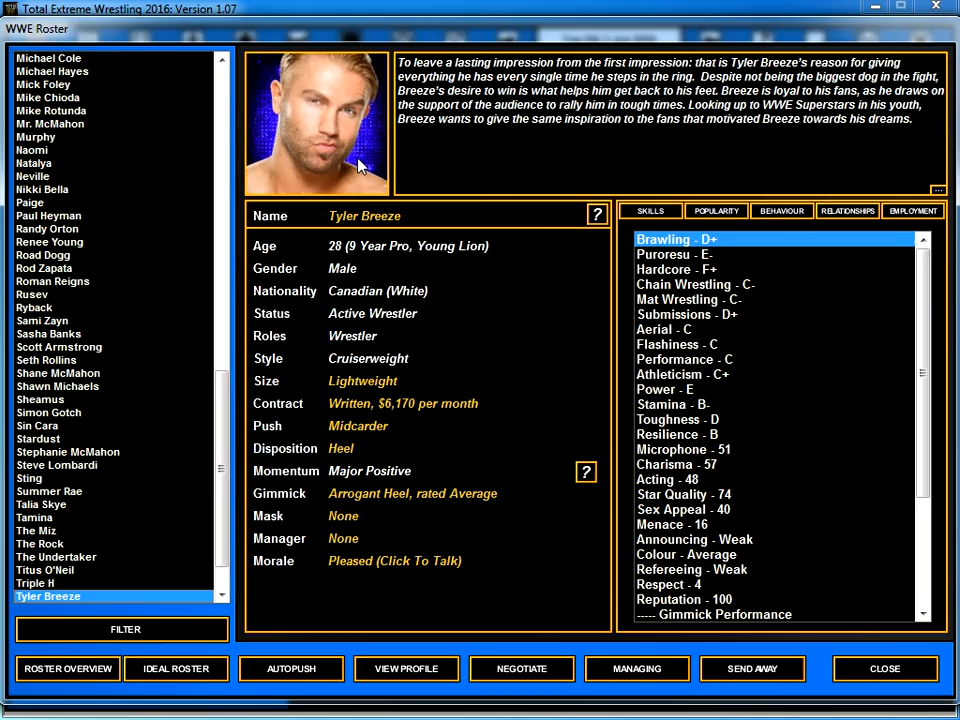 Total Extreme Wrestling 2016: Version 1.07
WWE Roster
Michael Cole
Michael Hayes
Mick Foley
Mike Chioda
Mike Rotunda
Mr. McMahon
Murphy
Naomi
Natalya
Neville
Nikki Bella
Paige
Paul Heyman
Randy Orton
Renee Young
Road Dogg
Rod Zapata
Roman Reigns
Rusev
Ryback
Sami Zayn
Sasha Banks
Scott Armstrong
Seth Rollins
Shane McMahon
Shawn Michaels
Sheamus
Simon Gotch
Sin Cara
Stardust
Stephanie McMahon
Steve Lombardi
Sting
Summer Rae
Talia Skye
Tamina
The Miz
The Rock
The Undertaker
Titus O'Neil
Triple H
Tyler Breeze
FILTER
To leave a lasting impression from the first impression: that is Tyler Breeze's reason for giving
everything he has every single time he steps in the ring. Despite not being the biggest dog in the fight,
Breeze's desire to win is what helps him get back to his feet. Breeze is loyal to his fans, as he draws on
the support of the audience to rally him in tough times. Looking up to WWE Superstars in his youth,
Breeze wants to give the same inspiration to the fans that motivated Breeze towards his dreams.
...
Name Tyler Breeze ?
Age 28 (9 Year Pro, Young Lion)
Gender Male
Nationality Canadian (White)
Status Active Wrestler
Roles Wrestler
Style Cruiserweight
Size Lightweight
Contract Written, $6,170 per month
Push Midcarder
Disposition Heel
Momentum Major Positive ?
Gimmick Arrogant Heel, rated Average
Mask None
Manager None
Morale Pleased (Click To Talk)
SKILLS POPULARITY BEHAVIOUR RELATIONSHIPS EMPLOYMENT
Brawling - D+
Puroresu - E-
Hardcore - F+
Chain Wrestling - C-
Mat Wrestling - C-
Submissions - D+
Aerial - C
Flashiness - C
Performance - C
Athleticism - C+
Power - E
Stamina - B-
Toughness - D
Resilience - B
Microphone - 51
Charisma - 57
Acting - 48
Star Quality - 74
Sex Appeal - 40
Menace - 16
Announcing - Weak
Colour - Average
Refereeing - Weak
Respect - 4
Reputation - 100
----- Gimmick Performance
ROSTER OVERVIEW IDEAL ROSTER AUTOPUSH VIEW PROFILE NEGOTIATE MANAGING SEND AWAY CLOSE